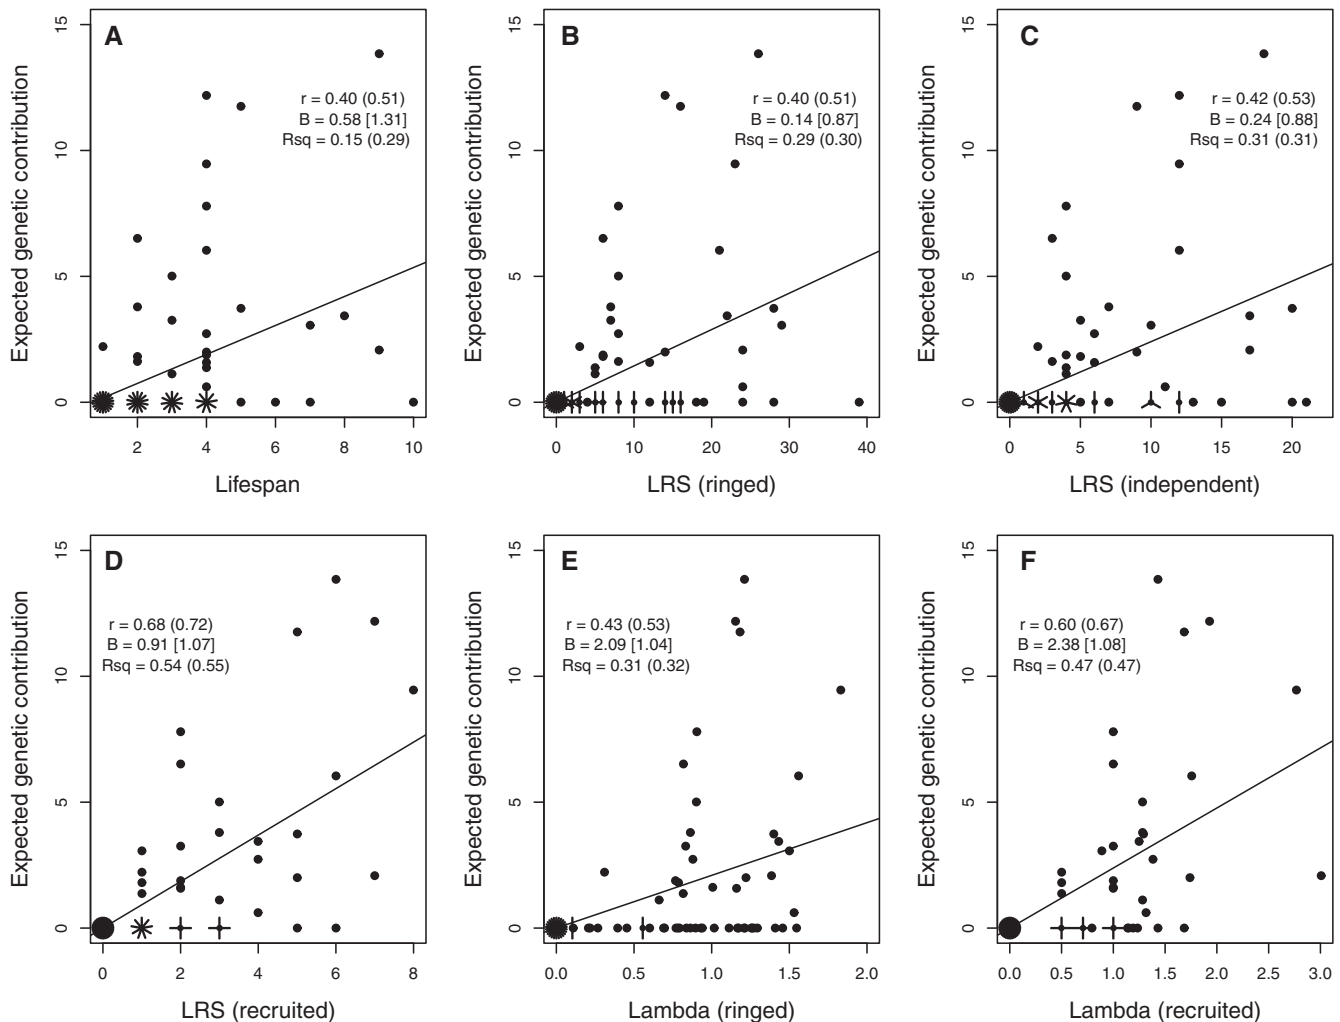 A
r = 0.40 (0.51)
B = 0.58 [1.31]
Rsq = 0.15 (0.29)
Expected genetic contribution
0 5 10 15
2 4 6 8 10
Lifespan
B
r = 0.40 (0.51)
B = 0.14 [0.87]
Rsq = 0.29 (0.30)
Expected genetic contribution
0 5 10 15
0 10 20 30 40
LRS (ringed)
C
r = 0.42 (0.53)
B = 0.24 [0.88]
Rsq = 0.31 (0.31)
Expected genetic contribution
0 5 10 15
0 5 10 15 20
LRS (independent)
D
r = 0.68 (0.72)
B = 0.91 [1.07]
Rsq = 0.54 (0.55)
Expected genetic contribution
0 5 10 15
0 2 4 6 8
LRS (recruited)
E
r = 0.43 (0.53)
B = 2.09 [1.04]
Rsq = 0.31 (0.32)
Expected genetic contribution
0 5 10 15
0.0 0.5 1.0 1.5 2.0
Lambda (ringed)
F
r = 0.60 (0.67)
B = 2.38 [1.08]
Rsq = 0.47 (0.47)
Expected genetic contribution
0 5 10 15
0.0 0.5 1.0 1.5 2.0 2.5 3.0
Lambda (recruited)